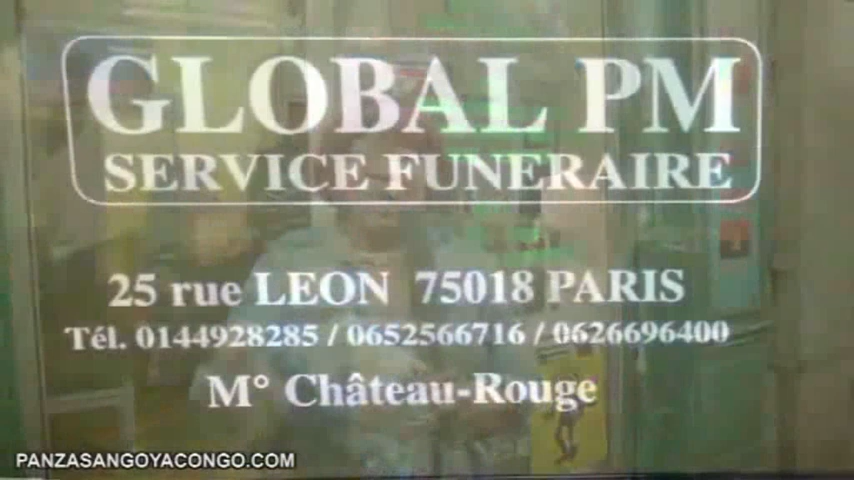 GLOBAL PM
SERVICE FUNERAIRE
25 rue LEON 75018 PARIS
Tél. 0144928285 / 0652566716 / 0626696400
M° Château-Rouge
PANZASANGOYACONGO.COM